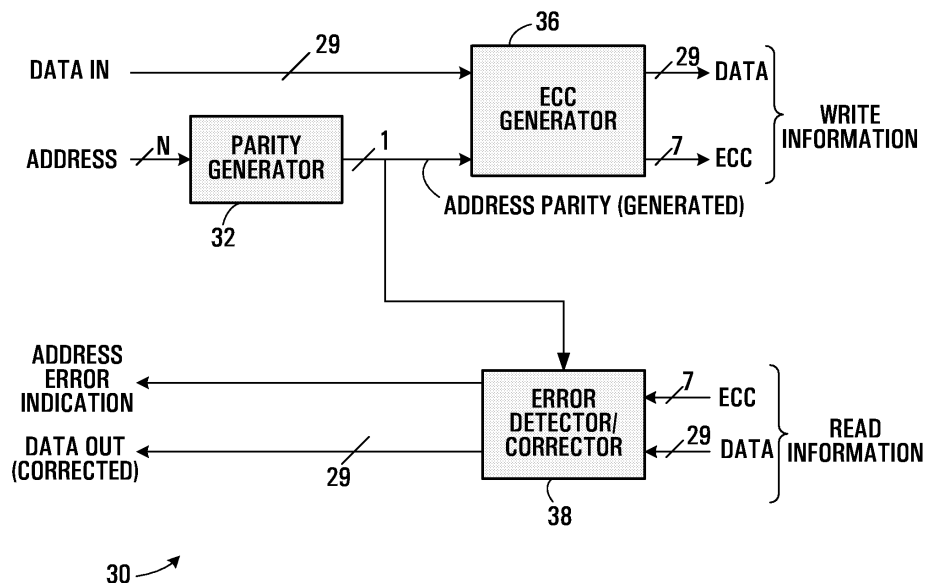 36
DATA IN
29
ECC
GENERATOR
29
DATA
WRITE
INFORMATION
ADDRESS
N
PARITY
GENERATOR
1
7
ECC
ADDRESS PARITY (GENERATED)
32
ADDRESS
ERROR
INDICATION
DATA OUT
(CORRECTED)
29
ERROR
DETECTOR/
CORRECTOR
7
ECC
29
DATA
READ
INFORMATION
38
30